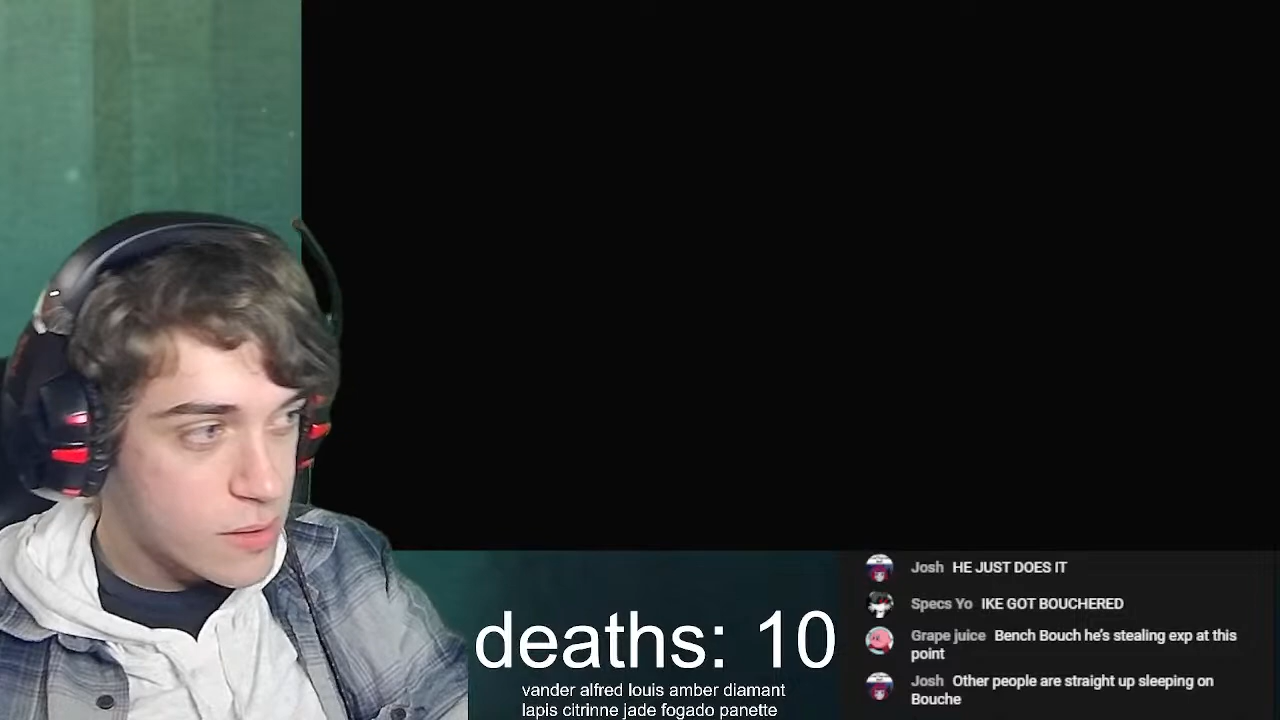 deaths: 10
vander alfred louis amber diamant
lapis citrinne jade fogado panette
Josh HE JUST DOES IT
Specs Yo IKE GOT BOUCHERED
Grape juice Bench Bouch he's stealing exp at this
point
Josh Other people are straight up sleeping on
Bouche